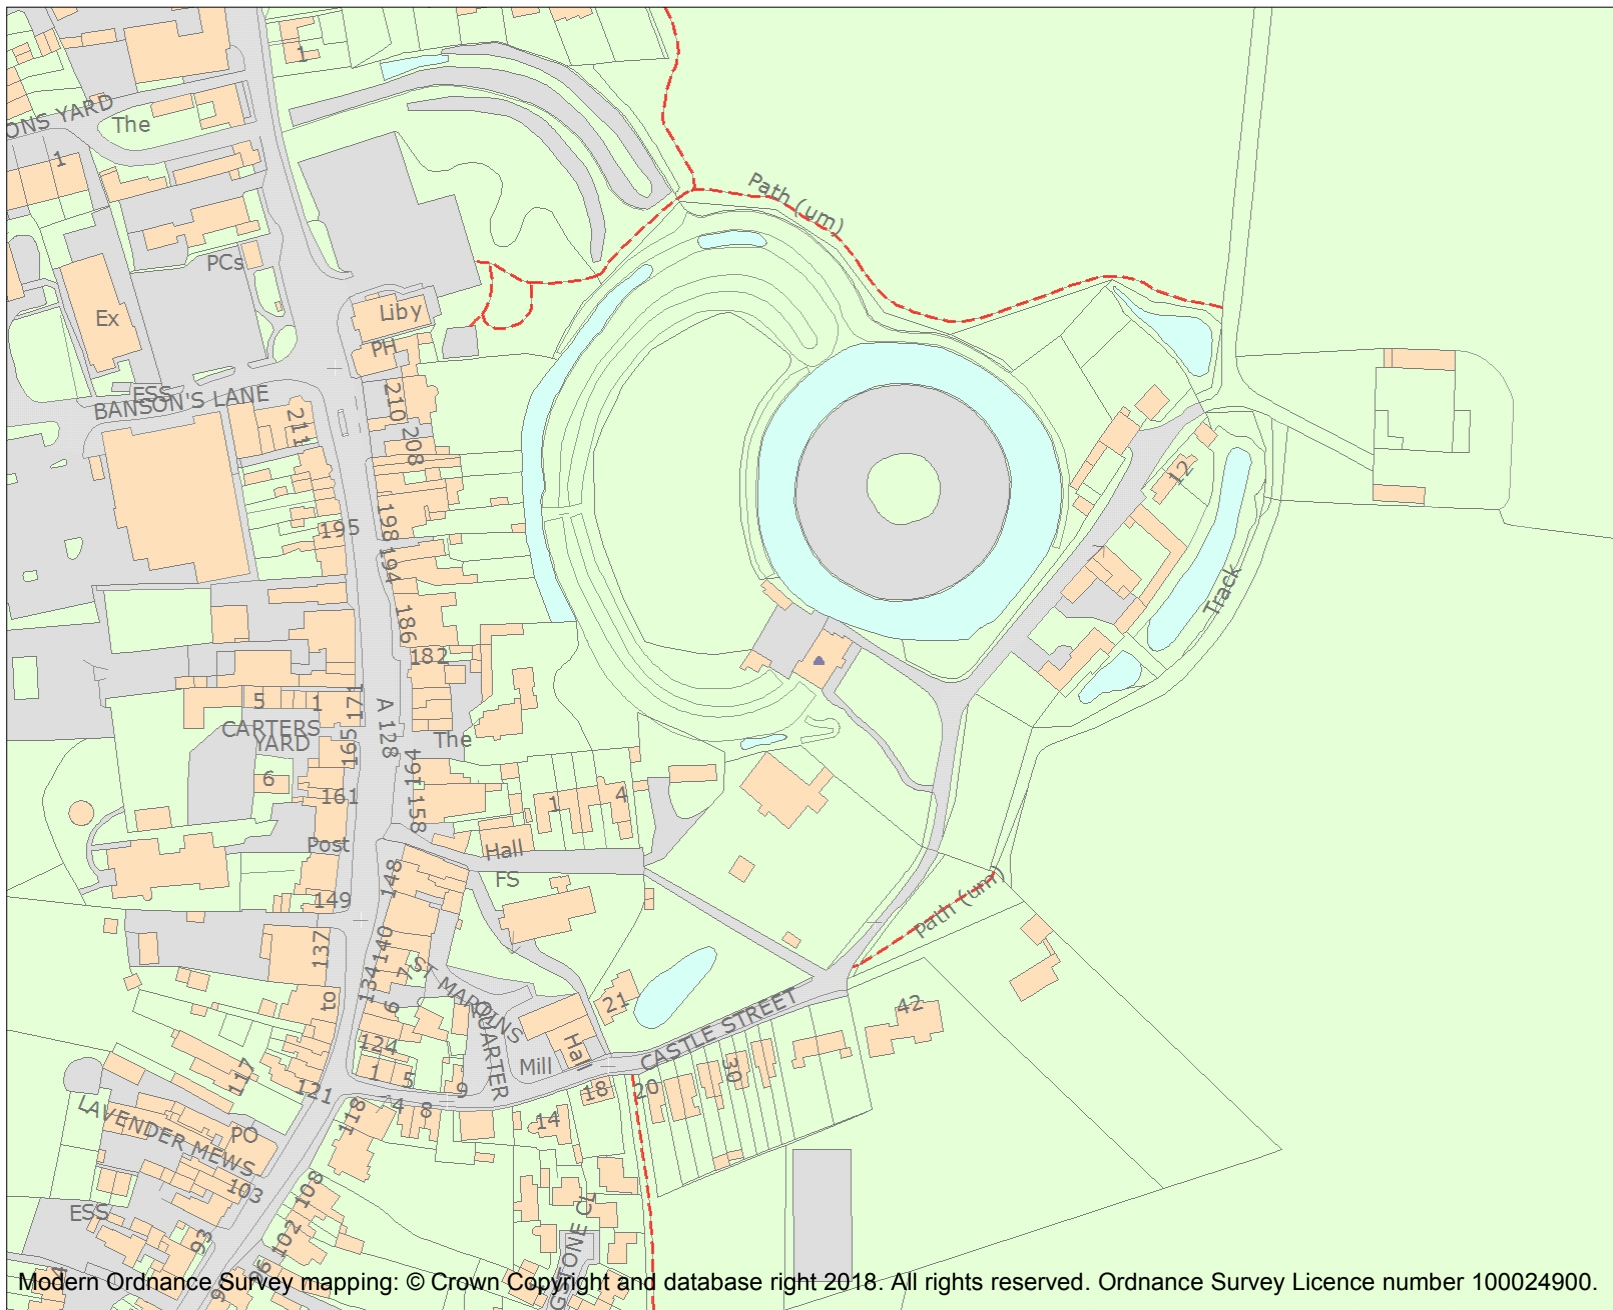 1
ONS YARD
The
1
Path (um)
PCs
Ex
Liby
PH
ESS
BANSON'S LANE
210
211
208
12
195
198
194
Track
186
182
5
1
171
A 128
CARTERS
YARD
165
The
6
164
161
158
1
4
Post
Hall
148
FS
149
Path (um)
137
140
134
7
ST MARTINS
to
6
21
42
QUARTER
CASTLE STREET
124
Hall
Mill
30
117
1
5
9
121
18
20
4
8
118
14
LAVENDER MEWS
PO
103
108
ESS
102
93
96
GSTONE CL
Modern Ordnance Survey mapping: © Crown Copyright and database right 2018. All rights reserved. Ordnance Survey Licence number 100024900.